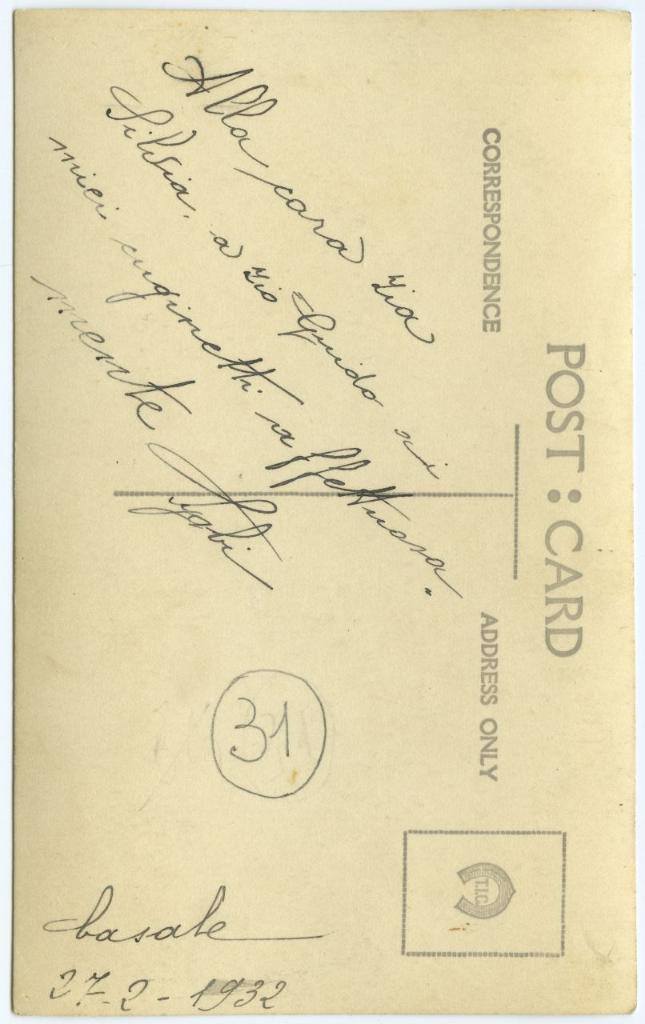 POST : CARD
CORRESPONDENCE
ADDRESS ONLY
T.I.C.
Alla cara zia
Silvia, a zio Guido ai
miei cuginetti affettuosa-
mente
31
Casale
27-2-1932